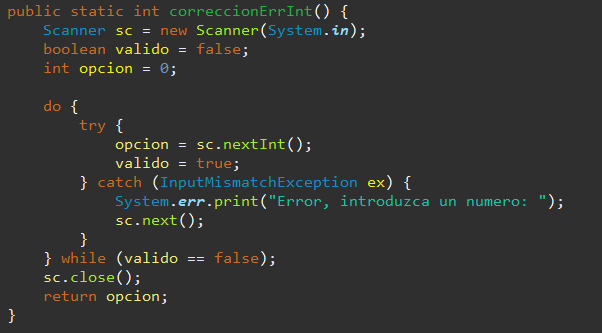 public static int correccionErrInt() {
    Scanner sc = new Scanner(System.in);
    boolean valido = false;
    int opcion = 0;

    do {
        try {
            opcion = sc.nextInt();
            valido = true;
        } catch (InputMismatchException ex) {
            System.err.print("Error, introduzca un numero: ");
            sc.next();
        }
    } while (valido == false);
    sc.close();
    return opcion;
}